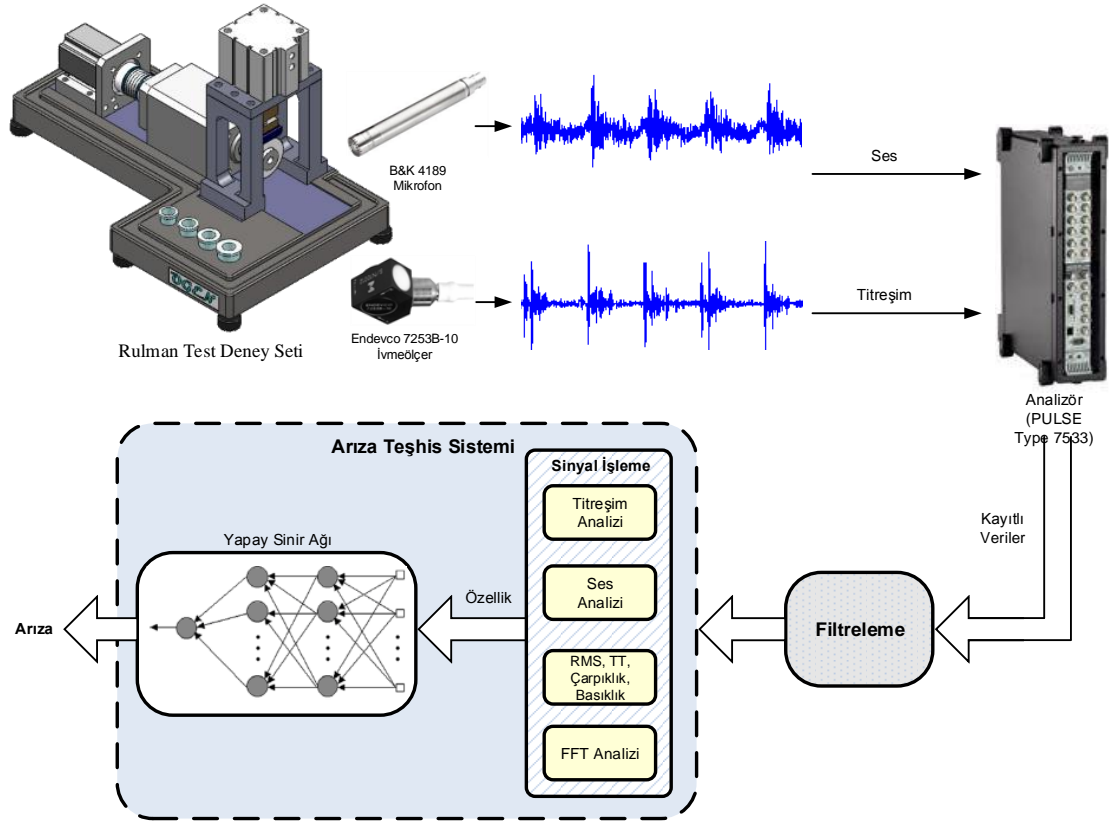 B&K 4189
Mikrofon
Ses
Rulman Test Deney Seti
Endevco 7253B-10
İvmeölçer
Titreşim
Analizör
(PULSE
Type 7533)
Kayıtlı
Veriler
Arıza Teşhis Sistemi
Sinyal İşleme
Titreşim
Analizi
Ses
Analizi
RMS, TT,
Çarpıklık,
Basıklık
FFT Analizi
Yapay Sinir Ağı
Özellik
Filtreleme
Arıza